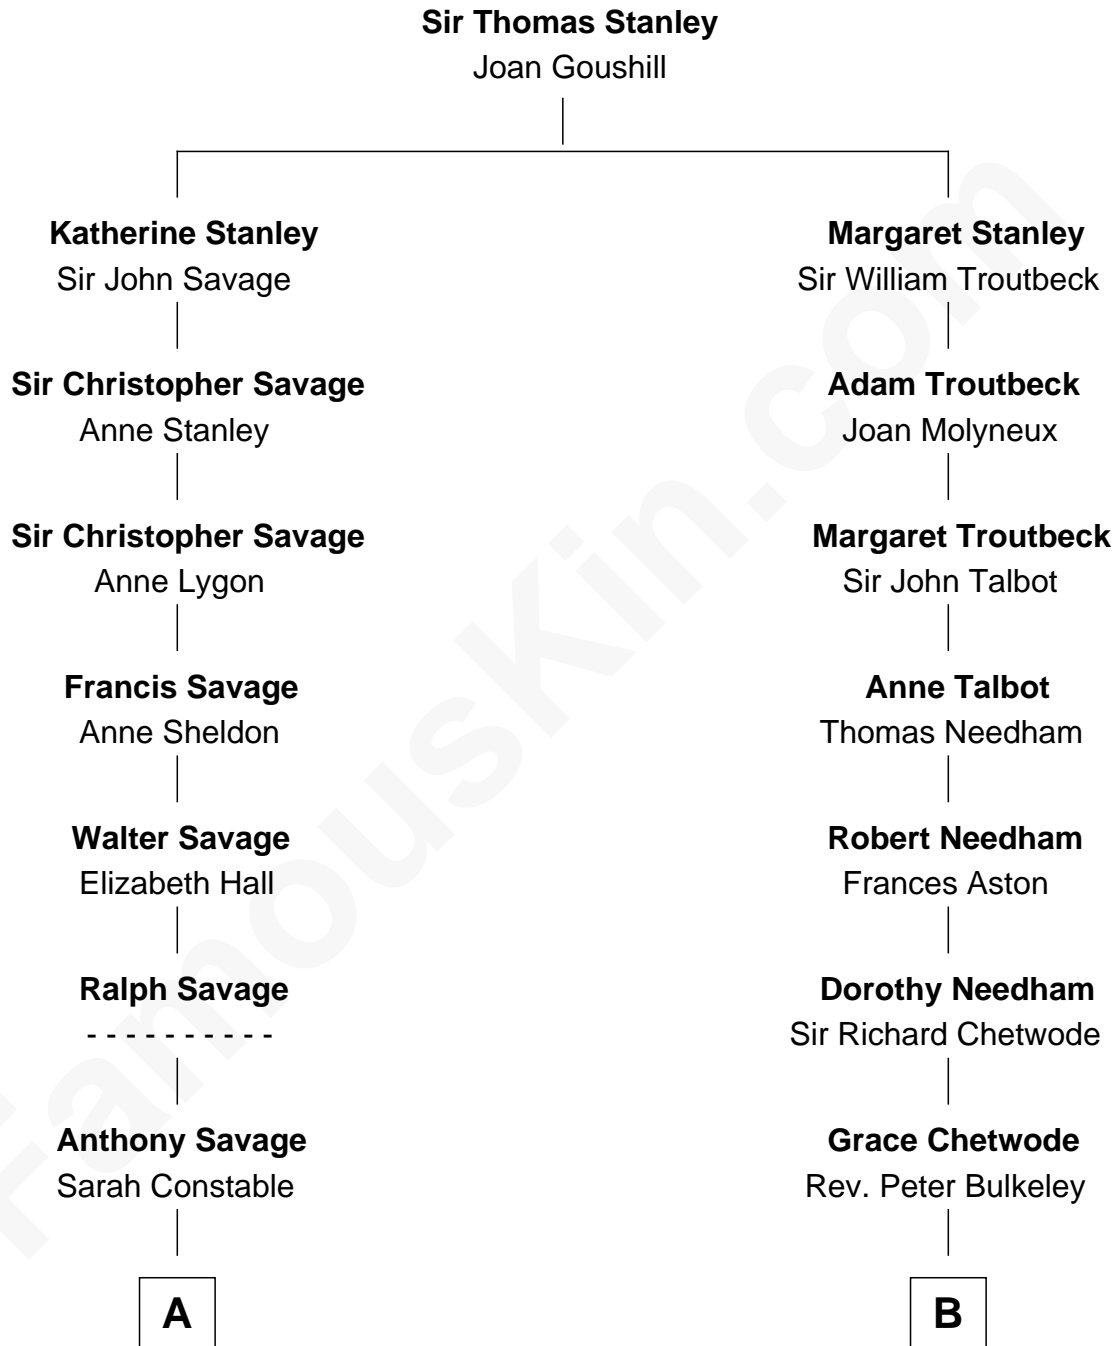 Sir Thomas Stanley
Joan Goushill
Katherine Stanley
Sir John Savage
Margaret Stanley
Sir William Troutbeck
Sir Christopher Savage
Anne Stanley
Adam Troutbeck
Joan Molyneux
Sir Christopher Savage
Anne Lygon
Margaret Troutbeck
Sir John Talbot
Francis Savage
Anne Sheldon
Anne Talbot
Thomas Needham
Walter Savage
Elizabeth Hall
Robert Needham
Frances Aston
Ralph Savage
- - - - - - - - - -
Dorothy Needham
Sir Richard Chetwode
Anthony Savage
Sarah Constable
Grace Chetwode
Rev. Peter Bulkeley
A
B
FamousKin.com